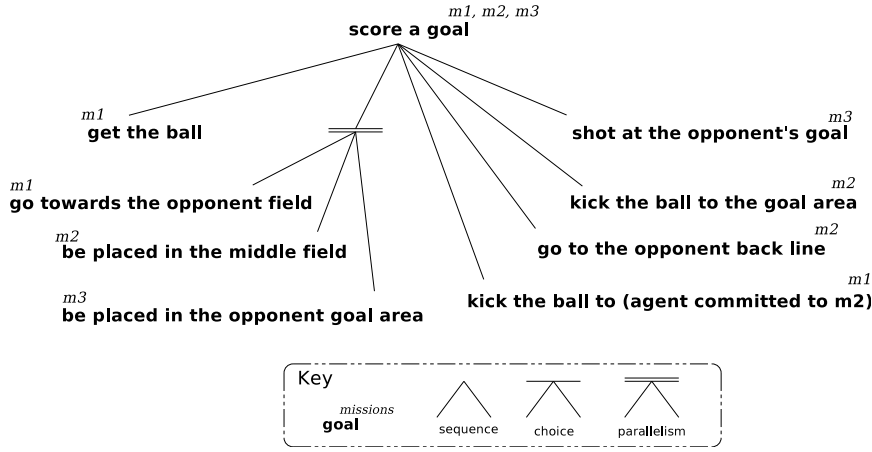 m1, m2, m3
score a goal
m1
get the ball
m3
shot at the opponent's goal
m1
go towards the opponent field
m2
kick the ball to the goal area
m2
be placed in the middle field
m2
go to the opponent back line
m3
be placed in the opponent goal area
m1
kick the ball to (agent committed to m2)
Key
missions
goal
sequence
choice
parallelism